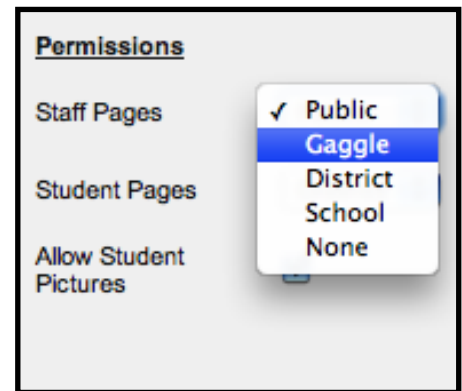 Permissions
Staff Pages
✓ Public
Gaggle
District
School
None
Student Pages
Allow Student
Pictures